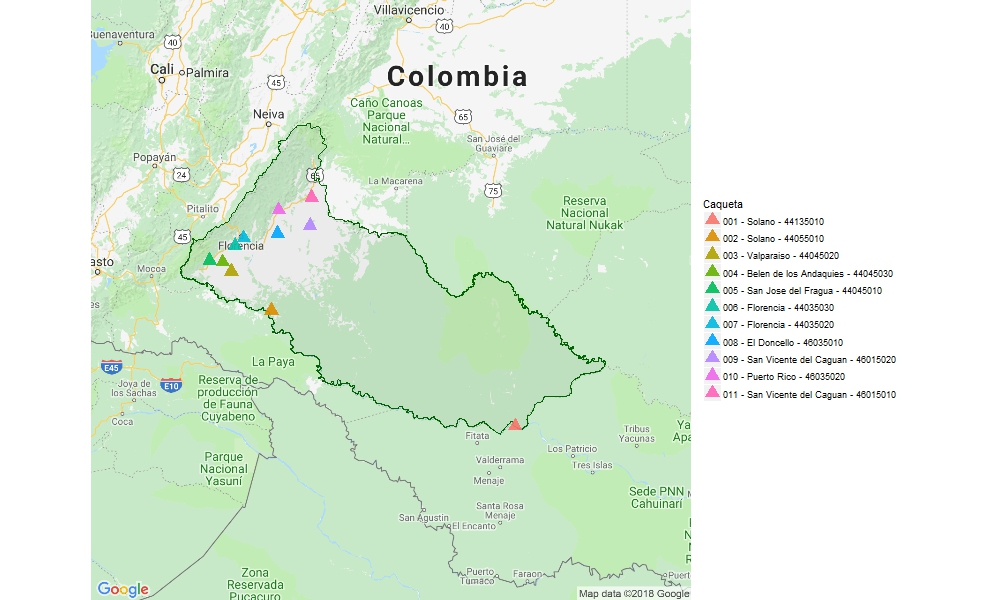 Villavicencio
Buenaventura
40
40
Cali
Palmira
Colombia
45
Neiva
Caño Canoas
Parque
Nacional
Natural...
65
San José del
Guaviare
Popayán
24
65
La Macarena
75
Pitalito
Reserva
Nacional
Natural Nukak
45
Florencia
asto
Mocoa
es
La Paya
E45
E10
Joya de
los Sachas
Reserva de
producción
de Fauna
Cuyabeno
Coca
Fitata
Tribus
Yacunas
Ya
Apa
Los Patricio
Valderrama
Tres Islas
Menaje
Parque
Nacional
Yasuní
Sede PNN
Cahuinarí
Santa Rosa
Menaje
San Agustin
El Encanto
N
N
R
Zona
Reservada
Pucacuro
Puerto
Tumaco
Faraon
Puerto
Google
Map data ©2018 Google
Caqueta
001 - Solano - 44135010
002 - Solano - 44055010
003 - Valparaiso - 44045020
004 - Belen de los Andaquies - 44045030
005 - San Jose del Fragua - 44045010
006 - Florencia - 44035030
007 - Florencia - 44035020
008 - El Doncello - 46035010
009 - San Vicente del Caguan - 46015020
010 - Puerto Rico - 46035020
011 - San Vicente del Caguan - 46015010